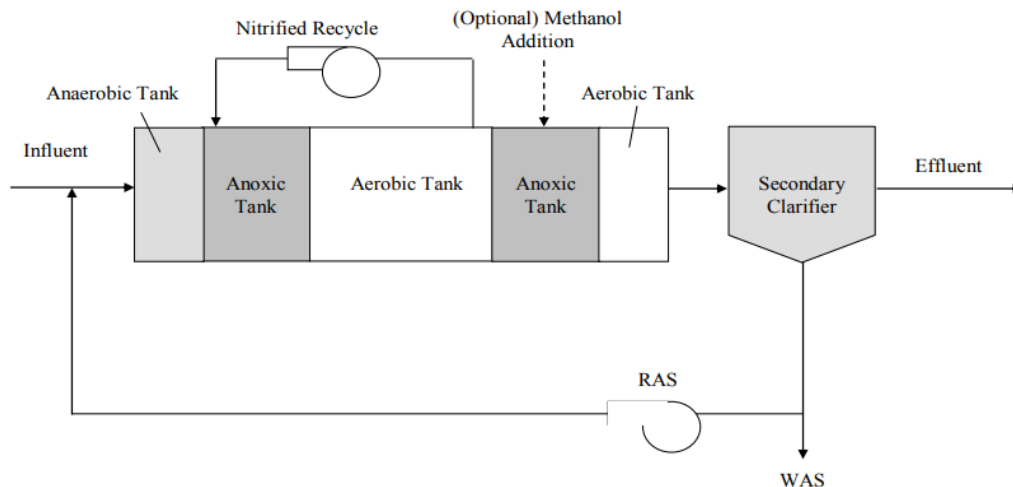 Nitrified Recycle
(Optional) Methanol
Addition
Anaerobic Tank
Aerobic Tank
Influent
Anoxic
Tank
Aerobic Tank
Anoxic
Tank
Secondary
Clarifier
Effluent
RAS
WAS